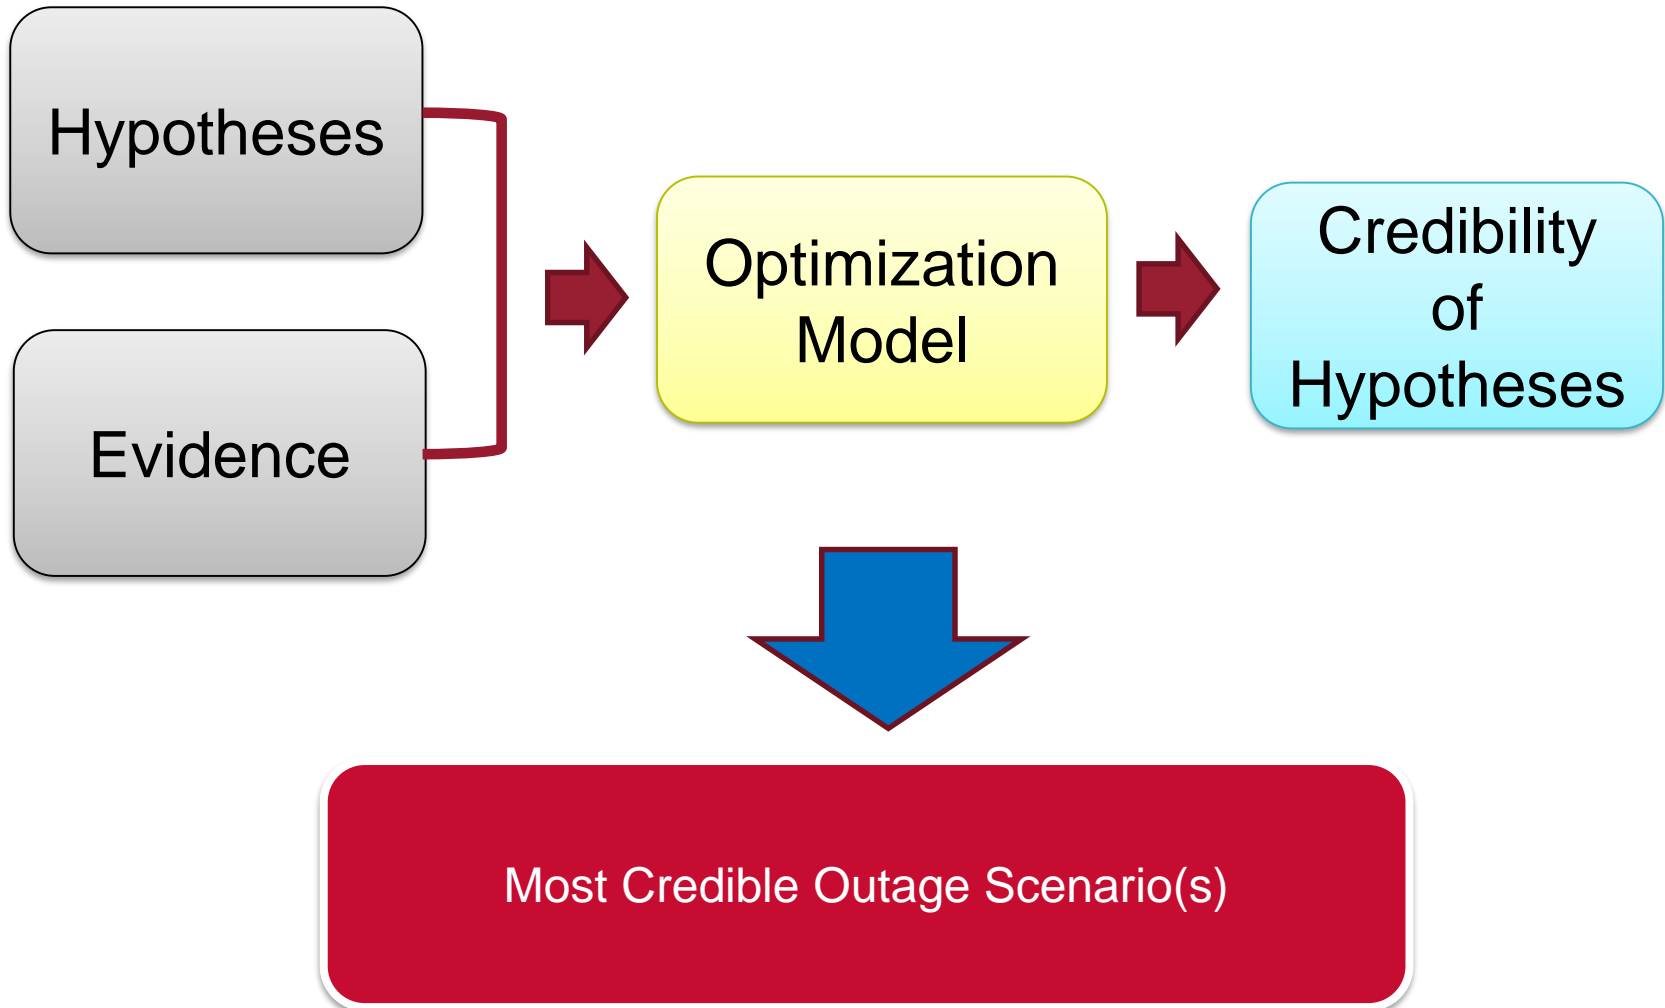 Hypotheses
Evidence
Optimization
Model
Credibility
of
Hypotheses
Most Credible Outage Scenario(s)